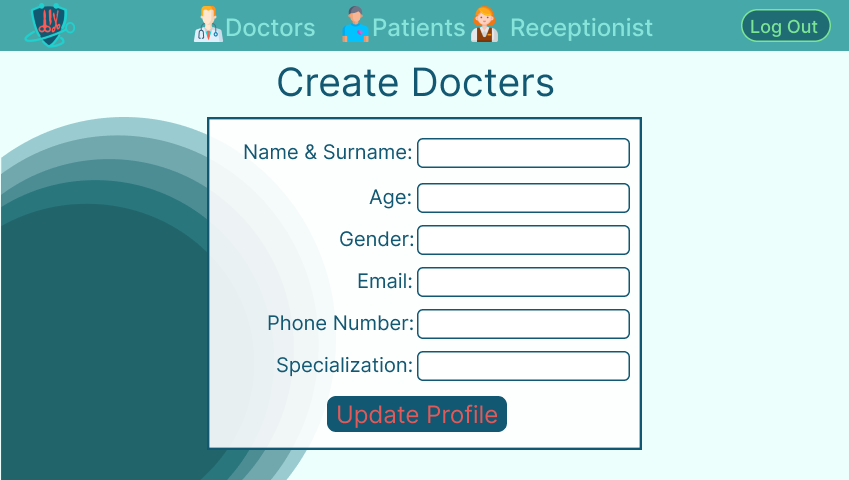 Doctors Patients Receptionist Log Out
Create Docters
Name & Surname:
Age:
Gender:
Email:
Phone Number:
Specialization:
Update Profile